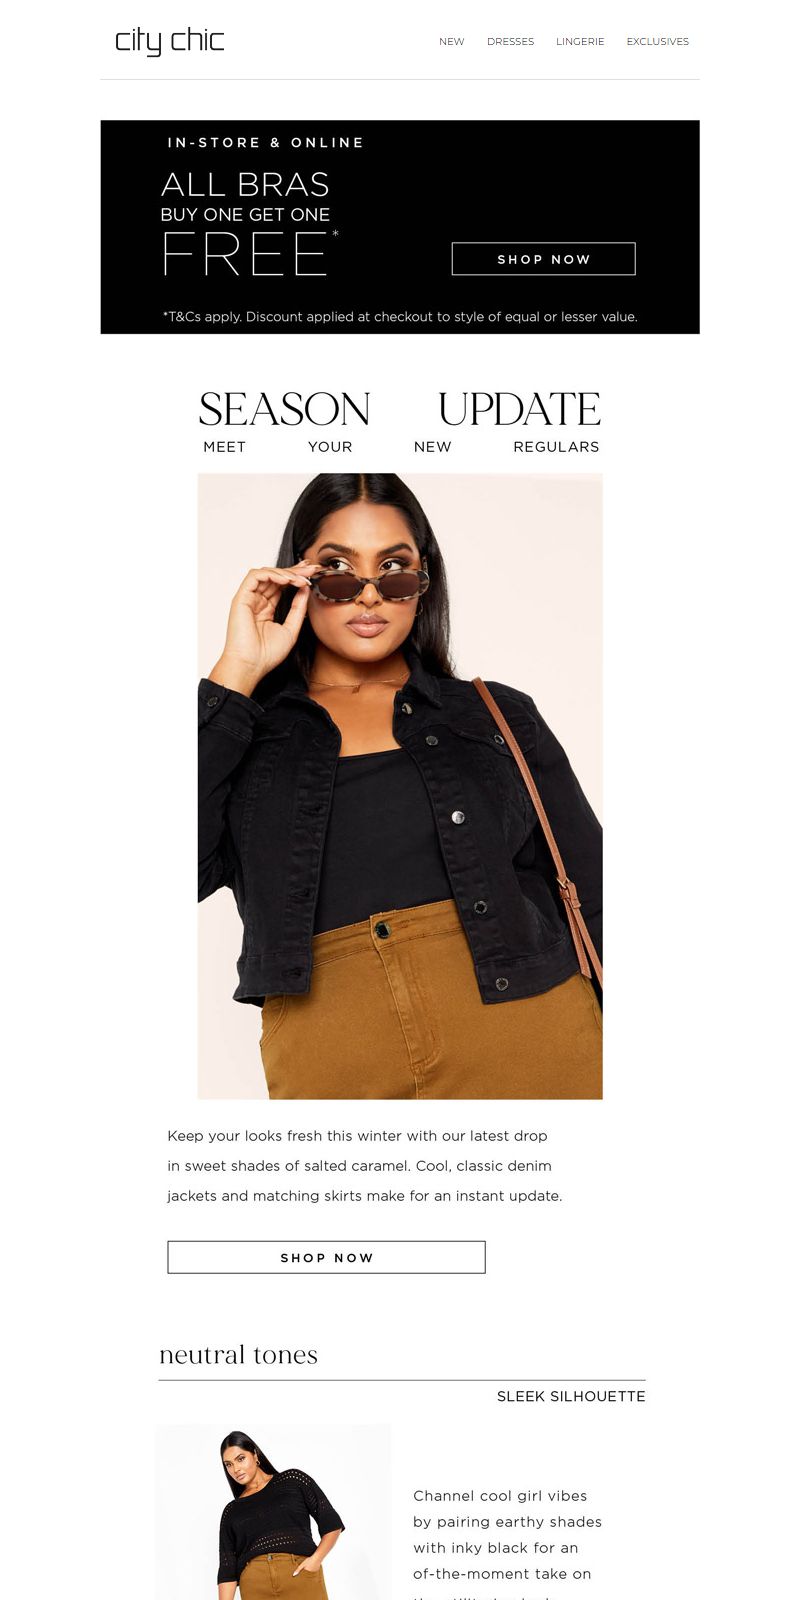 city chic
NEW DRESSES LINGERIE EXCLUSIVES
IN-STORE & ONLINE
ALL BRAS
BUY ONE GET ONE
FREE*
SHOP NOW
*T&Cs apply. Discount applied at checkout to style of equal or lesser value.
SEASON UPDATE
MEET YOUR NEW REGULARS
Keep your looks fresh this winter with our latest drop
in sweet shades of salted caramel. Cool, classic denim
jackets and matching skirts make for an instant update.
SHOP NOW
neutral tones
SLEEK SILHOUETTE
Channel cool girl vibes
by pairing earthy shades
with inky black for an
of-the-moment take on